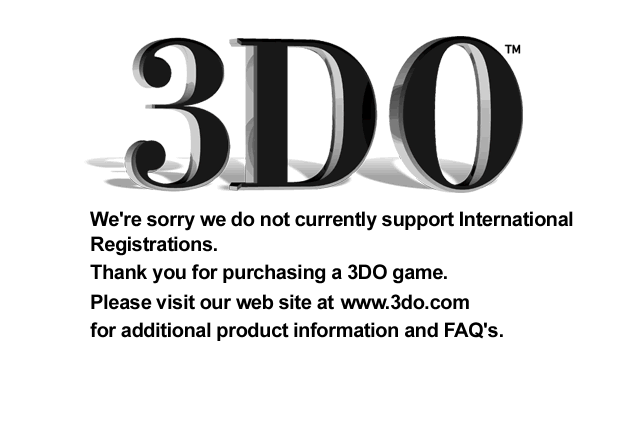 3DO™
We're sorry we do not currently support International
Registrations.
Thank you for purchasing a 3DO game.
Please visit our web site at www.3do.com
for additional product information and FAQ's.